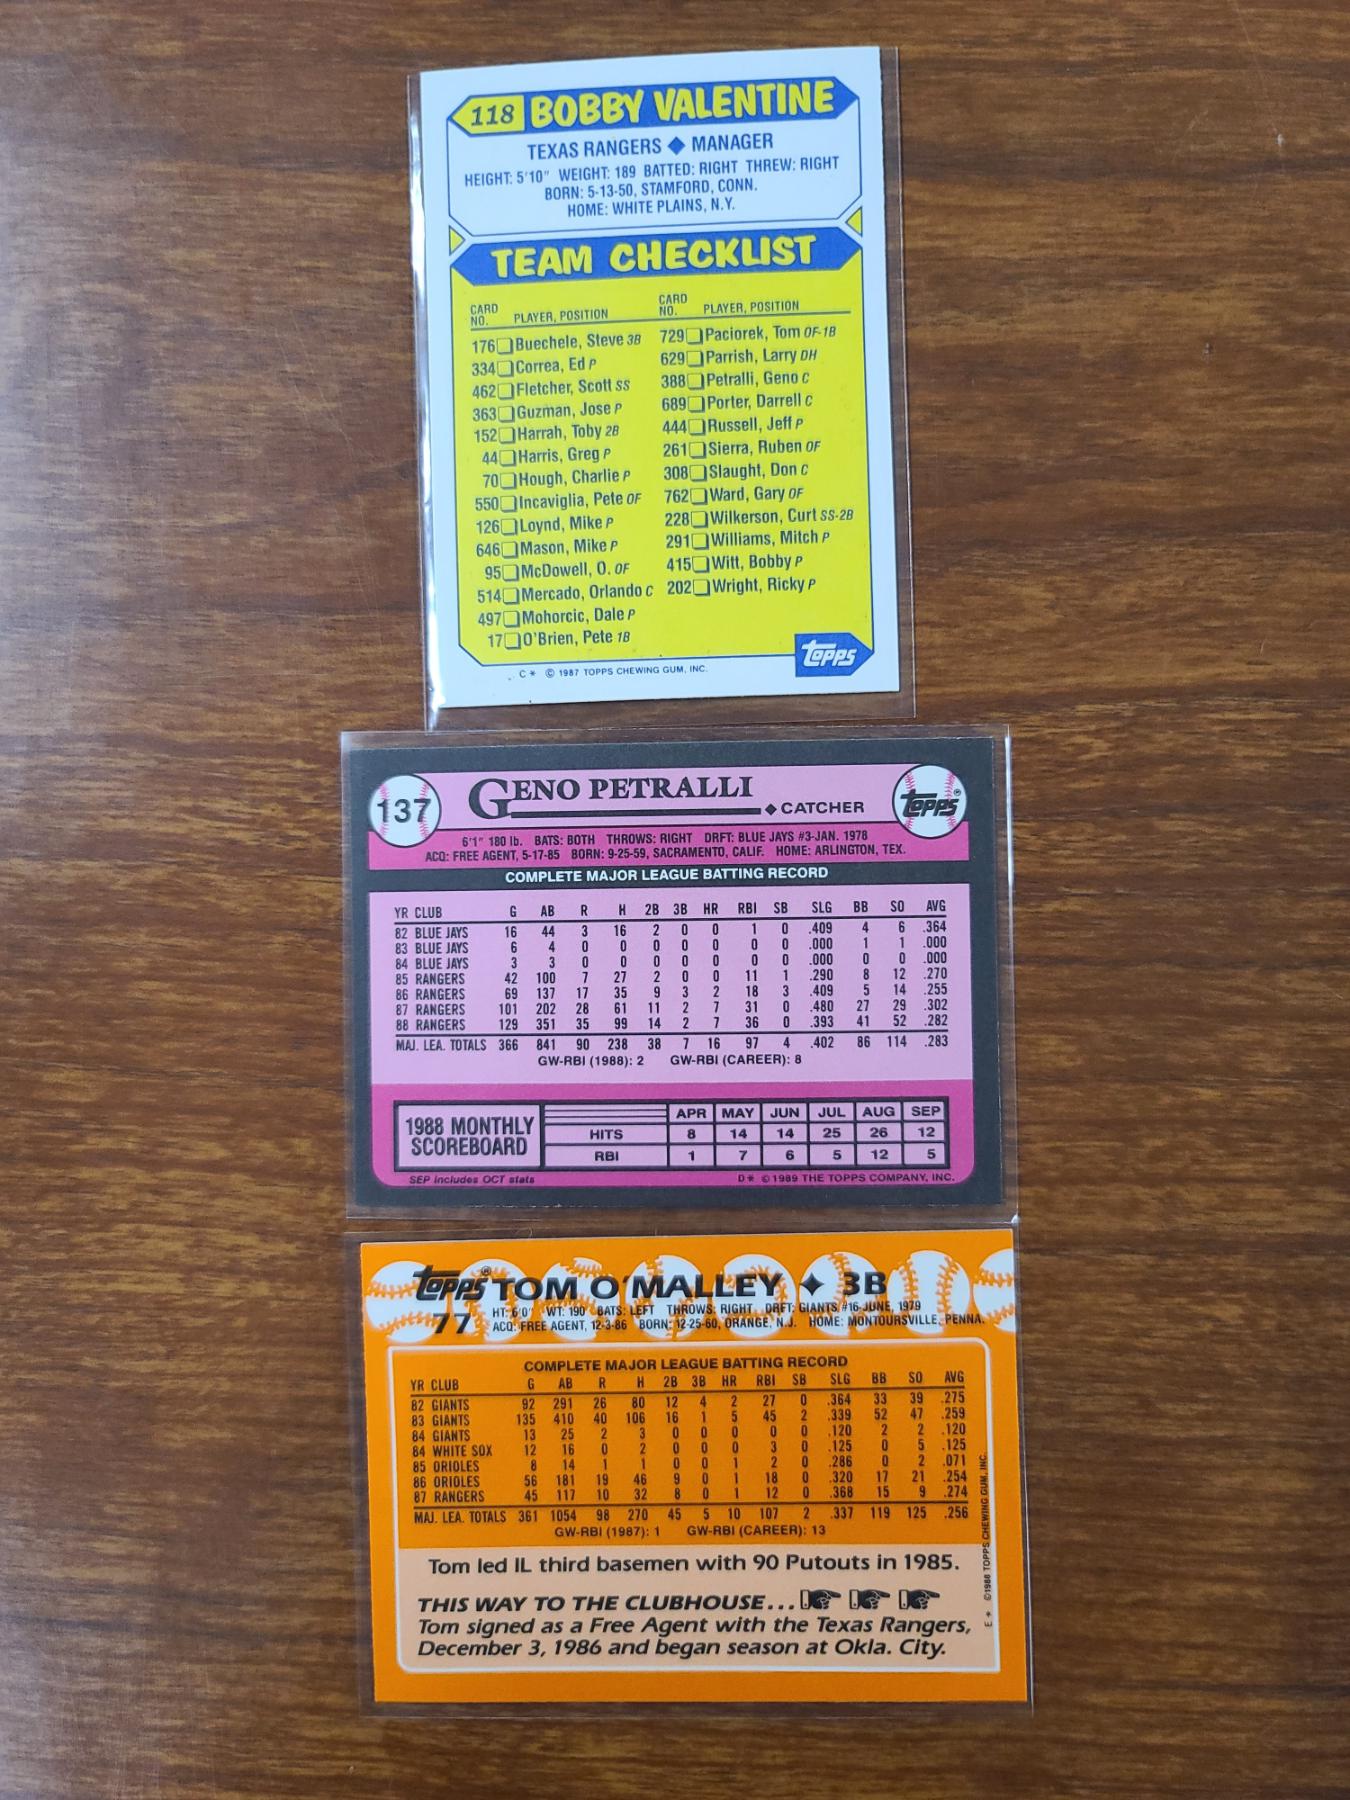 118 BOBBY VALENTINE
TEXAS RANGERS ◆ MANAGER
HEIGHT: 5'10" WEIGHT: 189 BATTED: RIGHT THREW: RIGHT
BORN: 5-13-50, STAMFORD, CONN.
HOME: WHITE PLAINS, N.Y.
TEAM CHECKLIST
CARD NO. PLAYER, POSITION
176 Buechele, Steve 3B
334 Correa, Ed P
462 Fletcher, Scott SS
363 Guzman, Jose P
152 Harrah, Toby 2B
44 Harris, Greg P
70 Hough, Charlie P
550 Incaviglia, Pete OF
126 Loynd, Mike P
646 Mason, Mike P
95 McDowell, O. OF
514 Mercado, Orlando C
497 Mohorcic, Dale P
17 O'Brien, Pete 1B
CARD NO. PLAYER, POSITION
729 Paciorek, Tom OF-1B
629 Parrish, Larry DH
388 Petralli, Geno C
689 Porter, Darrell C
444 Russell, Jeff P
261 Sierra, Ruben OF
308 Slaught, Don C
762 Ward, Gary OF
228 Wilkerson, Curt SS-2B
291 Williams, Mitch P
415 Witt, Bobby P
202 Wright, Ricky P
Topps
C* © 1987 TOPPS CHEWING GUM, INC.
137 GENO PETRALLI ◆ CATCHER Topps®
6'1" 180 lb. BATS: BOTH THROWS: RIGHT DRFT: BLUE JAYS #3-JAN. 1978
ACQ: FREE AGENT, 5-17-85 BORN: 9-25-59, SACRAMENTO, CALIF. HOME: ARLINGTON, TEX.
COMPLETE MAJOR LEAGUE BATTING RECORD
YR CLUB G AB R H 2B 3B HR RBI SB SLG BB SO AVG
82 BLUE JAYS 16 44 3 16 2 0 0 1 0 .409 4 6 .364
83 BLUE JAYS 6 4 0 0 0 0 0 0 0 .000 1 1 .000
84 BLUE JAYS 3 3 0 0 0 0 0 0 0 .000 0 0 .000
85 RANGERS 42 100 7 27 2 0 0 11 1 .290 8 12 .270
86 RANGERS 69 137 17 35 9 3 2 18 3 .409 5 14 .255
87 RANGERS 101 202 28 61 11 2 7 31 0 .480 27 29 .302
88 RANGERS 129 351 35 99 14 2 7 36 0 .393 41 52 .282
MAJ. LEA. TOTALS 366 841 90 238 38 7 16 97 4 .402 86 114 .283
GW-RBI (1988): 2 GW-RBI (CAREER): 8
1988 MONTHLY SCOREBOARD
APR MAY JUN JUL AUG SEP
HITS 8 14 14 25 26 12
RBI 1 7 6 5 12 5
SEP includes OCT stats D* © 1989 THE TOPPS COMPANY, INC.
Topps® TOM O'MALLEY ✦ 3B
77 HT: 6'0" WT: 190 BATS: LEFT THROWS: RIGHT DRFT: GIANTS #16-JUNE, 1979
ACQ: FREE AGENT, 12-3-86 BORN: 12-25-60, ORANGE, N.J. HOME: MONTOURSVILLE, PENNA.
COMPLETE MAJOR LEAGUE BATTING RECORD
YR CLUB G AB R H 2B 3B HR RBI SB SLG BB SO AVG
82 GIANTS 92 291 26 80 12 4 2 27 0 .364 33 39 .275
83 GIANTS 135 410 40 106 16 1 5 45 2 .339 52 47 .259
84 GIANTS 13 25 2 3 0 0 0 0 0 .120 2 2 .120
84 WHITE SOX 12 16 0 2 0 0 0 3 0 .125 0 5 .125
85 ORIOLES 8 14 1 1 0 0 1 2 0 .286 0 2 .071
86 ORIOLES 56 181 19 46 9 0 1 18 0 .320 17 21 .254
87 RANGERS 45 117 10 32 8 0 1 12 0 .368 15 9 .274
MAJ. LEA. TOTALS 361 1054 98 270 45 5 10 107 2 .337 119 125 .256
GW-RBI (1987): 1 GW-RBI (CAREER): 13
Tom led IL third basemen with 90 Putouts in 1985.
THIS WAY TO THE CLUBHOUSE...
Tom signed as a Free Agent with the Texas Rangers,
December 3, 1986 and began season at Okla. City.
E* ©1988 TOPPS CHEWING GUM, INC.